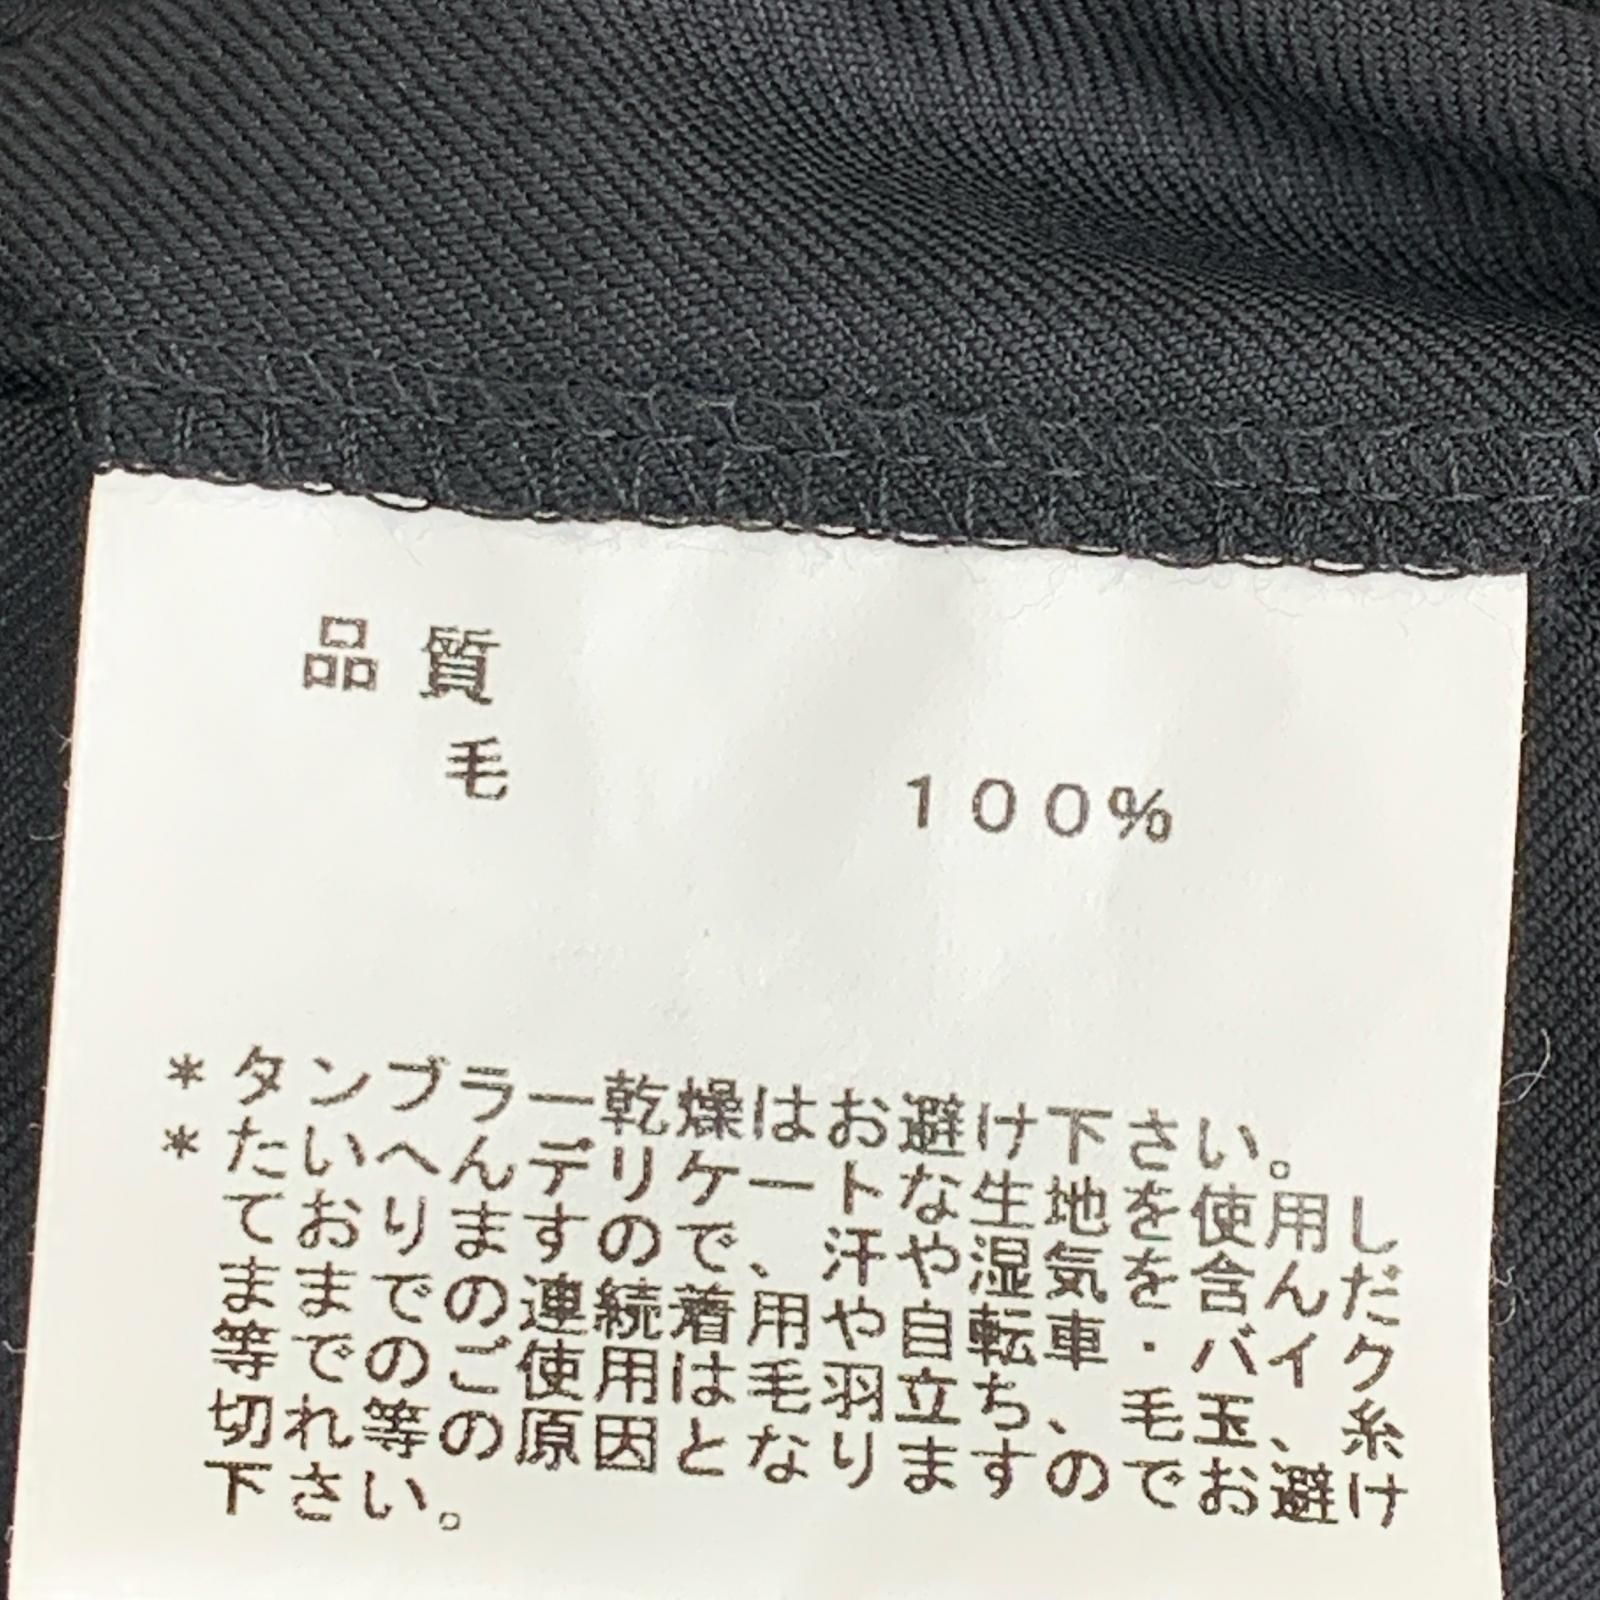 品質
毛 100%
*タンブラー乾燥はお避け下さい。
*たいへんデリケートな生地を使用し
ております。汗や湿気を含んだ
ままでの連続着用や自転車・バイク
等でのご使用は毛羽立ち、毛玉、糸
切れ等の原因となりますのでお避け
下さい。